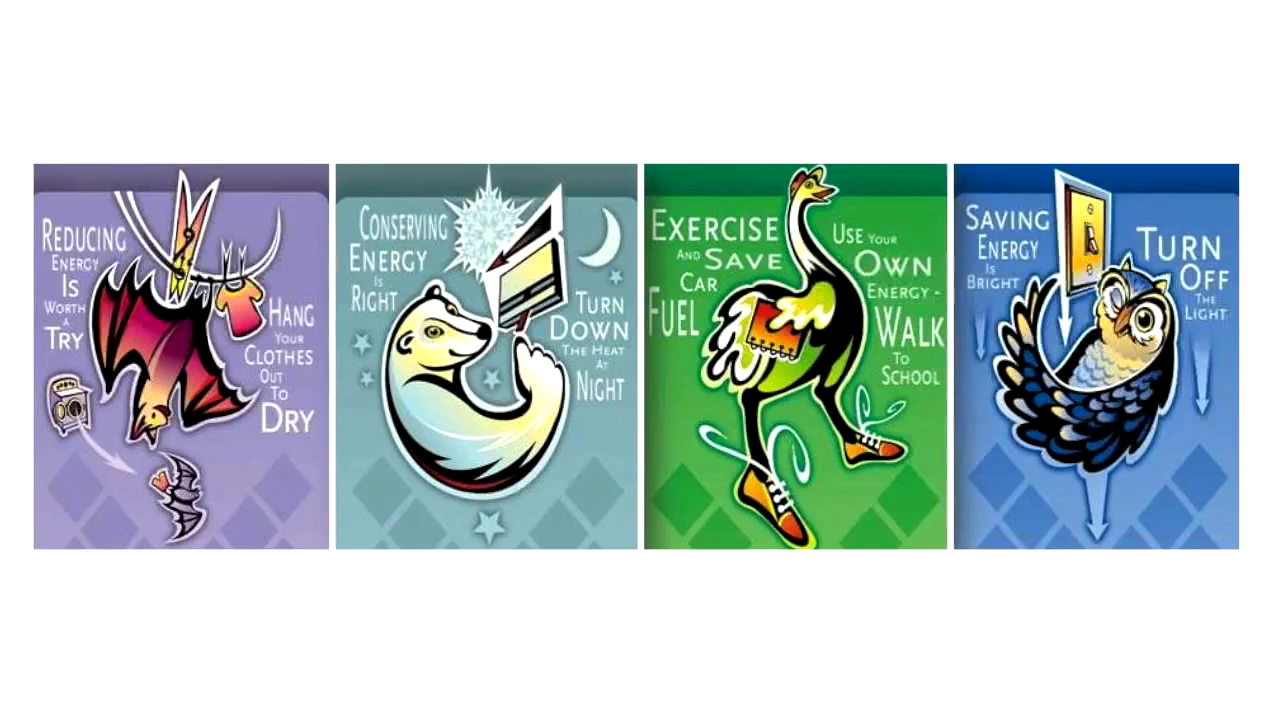 REDUCING
ENERGY
IS
WORTH
A
TRY
HANG
YOUR
CLOTHES
OUT
TO
DRY
CONSERVING
ENERGY
IS
RIGHT
TURN
DOWN
THE HEAT
AT
NIGHT
EXERCISE
AND SAVE
CAR
FUEL
USE YOUR
OWN
ENERGY -
WALK
TO
SCHOOL
SAVING
ENERGY
IS
BRIGHT
TURN
OFF
THE
LIGHT